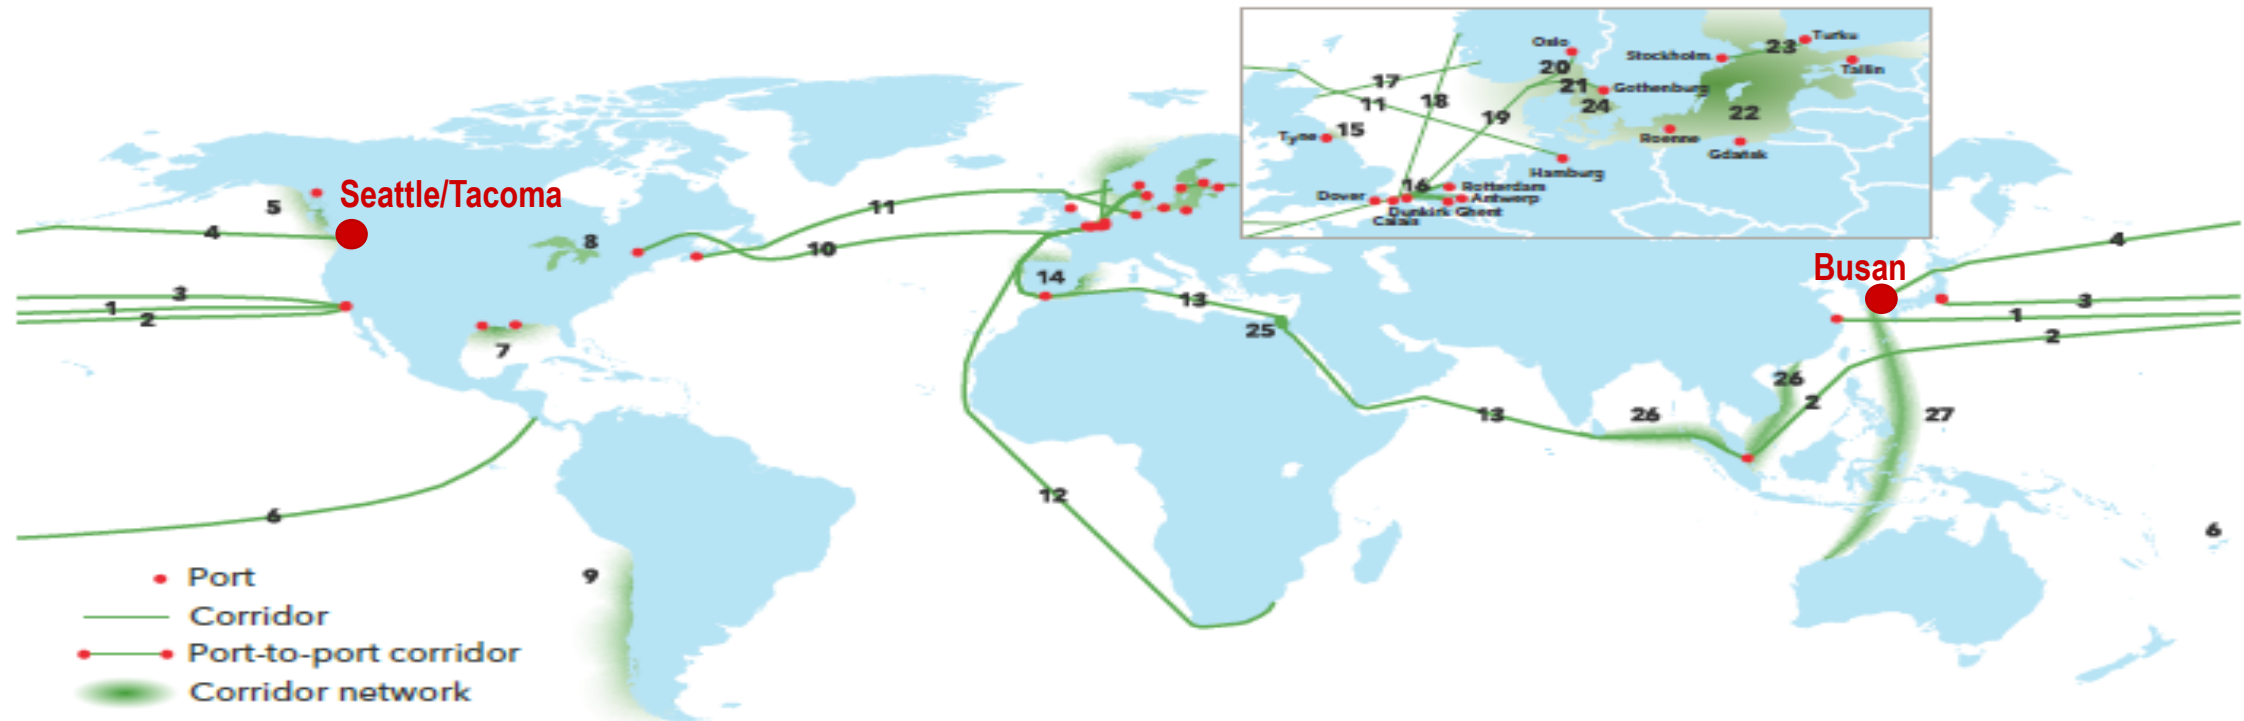 Seattle/Tacoma
5
4
3
1
2
8
7
6
9
11
10
14
13
25
12
13
26
26
2
27
Busan
4
3
1
2
6
Oslo
20
21
Gothenburg
24
Stockholm
23
Turku
Tallin
22
17
11
18
19
Tyne
15
Roenne
Gdańsk
Hamburg
16
Rotterdam
Antwerp
Dover
Dunkirk Ghent
Calais
Port
Corridor
Port-to-port corridor
Corridor network